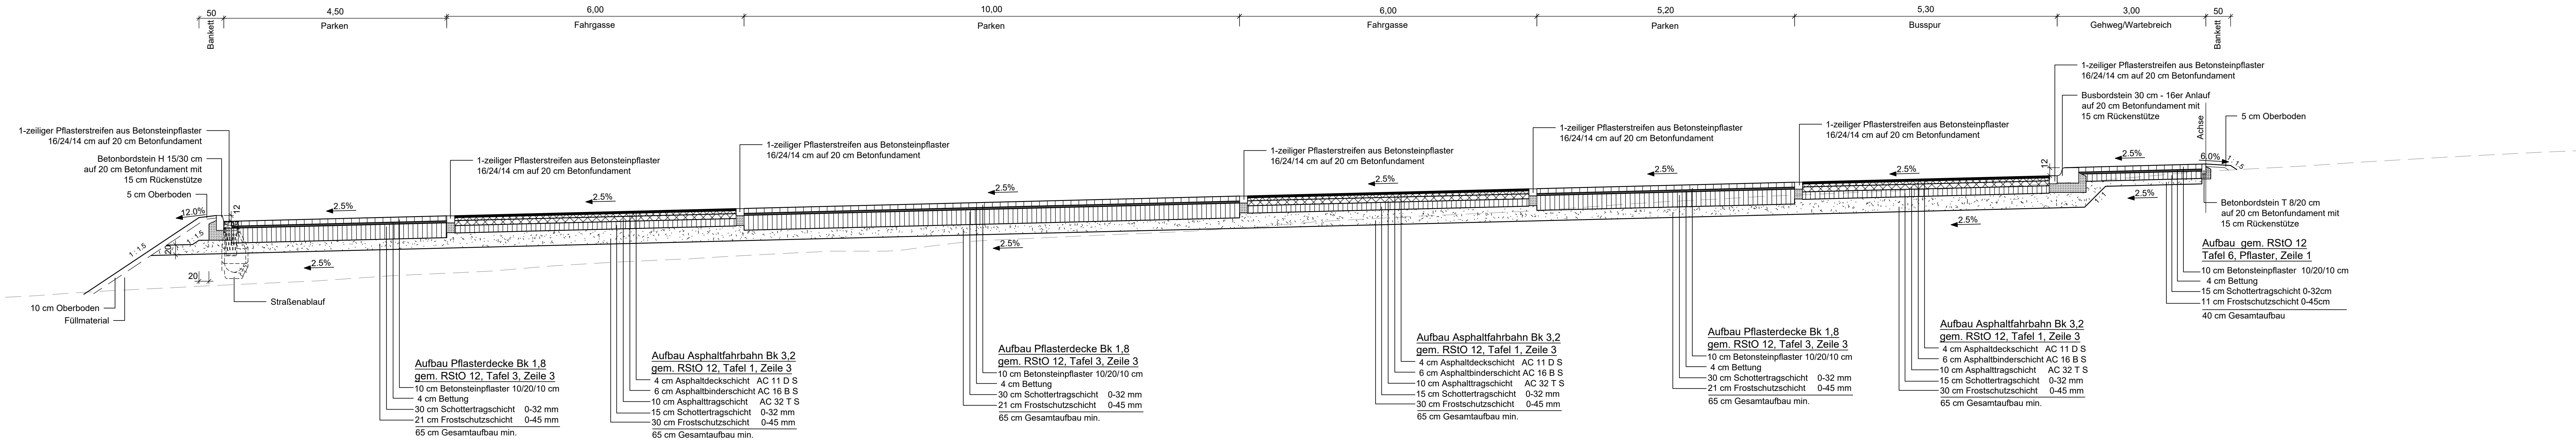 50
4,50
6,00
10,00
6,00
5,20
5,30
3,00
50
Bankett
Parken
Fahrgasse
Parken
Fahrgasse
Parken
Busspur
Gehweg/Wartebreich
Bankett
1-zeiliger Pflasterstreifen aus Betonsteinpflaster
16/24/14 cm auf 20 cm Betonfundament
Betonbordstein H 15/30 cm
auf 20 cm Betonfundament mit
15 cm Rückenstütze
5 cm Oberboden
12.0%
12
1:1.5
1:1.5
20
20
10 cm Oberboden
Füllmaterial
Straßenablauf
2.5%
2.5%
1-zeiliger Pflasterstreifen aus Betonsteinpflaster
16/24/14 cm auf 20 cm Betonfundament
2.5%
1-zeiliger Pflasterstreifen aus Betonsteinpflaster
16/24/14 cm auf 20 cm Betonfundament
2.5%
2.5%
1-zeiliger Pflasterstreifen aus Betonsteinpflaster
16/24/14 cm auf 20 cm Betonfundament
2.5%
1-zeiliger Pflasterstreifen aus Betonsteinpflaster
16/24/14 cm auf 20 cm Betonfundament
2.5%
1-zeiliger Pflasterstreifen aus Betonsteinpflaster
16/24/14 cm auf 20 cm Betonfundament
2.5%
2.5%
1-zeiliger Pflasterstreifen aus Betonsteinpflaster
16/24/14 cm auf 20 cm Betonfundament
Busbordstein 30 cm - 16er Anlauf
auf 20 cm Betonfundament mit
15 cm Rückenstütze
12
2.5%
2.5%
1:1
Achse
6.0%
1:1.5
5 cm Oberboden
Betonbordstein T 8/20 cm
auf 20 cm Betonfundament mit
15 cm Rückenstütze
Aufbau Pflasterdecke Bk 1,8
gem. RStO 12, Tafel 3, Zeile 3
10 cm Betonsteinpflaster 10/20/10 cm
4 cm Bettung
30 cm Schottertragschicht 0-32 mm
21 cm Frostschutzschicht 0-45 mm
65 cm Gesamtaufbau min.
Aufbau Asphaltfahrbahn Bk 3,2
gem. RStO 12, Tafel 1, Zeile 3
4 cm Asphaltdeckschicht AC 11 D S
6 cm Asphaltbinderschicht AC 16 B S
10 cm Asphalttragschicht AC 32 T S
15 cm Schottertragschicht 0-32 mm
30 cm Frostschutzschicht 0-45 mm
65 cm Gesamtaufbau min.
Aufbau Pflasterdecke Bk 1,8
gem. RStO 12, Tafel 3, Zeile 3
10 cm Betonsteinpflaster 10/20/10 cm
4 cm Bettung
30 cm Schottertragschicht 0-32 mm
21 cm Frostschutzschicht 0-45 mm
65 cm Gesamtaufbau min.
Aufbau Asphaltfahrbahn Bk 3,2
gem. RStO 12, Tafel 1, Zeile 3
4 cm Asphaltdeckschicht AC 11 D S
6 cm Asphaltbinderschicht AC 16 B S
10 cm Asphalttragschicht AC 32 T S
15 cm Schottertragschicht 0-32 mm
30 cm Frostschutzschicht 0-45 mm
65 cm Gesamtaufbau min.
Aufbau Pflasterdecke Bk 1,8
gem. RStO 12, Tafel 3, Zeile 3
10 cm Betonsteinpflaster 10/20/10 cm
4 cm Bettung
30 cm Schottertragschicht 0-32 mm
21 cm Frostschutzschicht 0-45 mm
65 cm Gesamtaufbau min.
Aufbau Asphaltfahrbahn Bk 3,2
gem. RStO 12, Tafel 1, Zeile 3
4 cm Asphaltdeckschicht AC 11 D S
6 cm Asphaltbinderschicht AC 16 B S
10 cm Asphalttragschicht AC 32 T S
15 cm Schottertragschicht 0-32 mm
30 cm Frostschutzschicht 0-45 mm
65 cm Gesamtaufbau min.
Aufbau gem. RStO 12
Tafel 6, Pflaster, Zeile 1
10 cm Betonsteinpflaster 10/20/10 cm
4 cm Bettung
15 cm Schottertragschicht 0-32cm
11 cm Frostschutzschicht 0-45cm
40 cm Gesamtaufbau